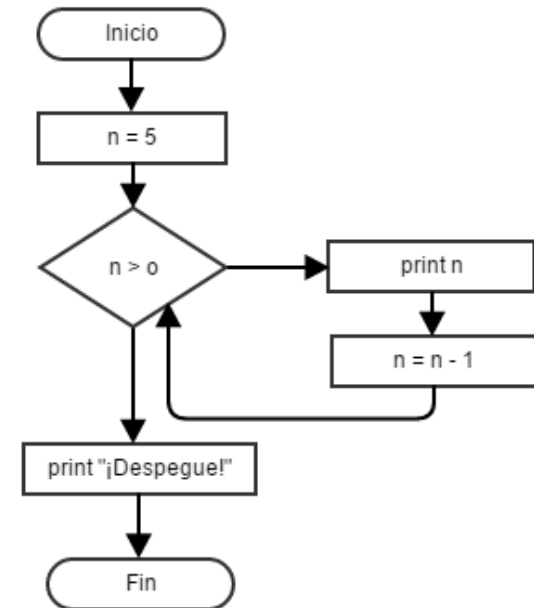 Inicio
n = 5
n > o
print n
n = n - 1
print "¡Despegue!"
Fin